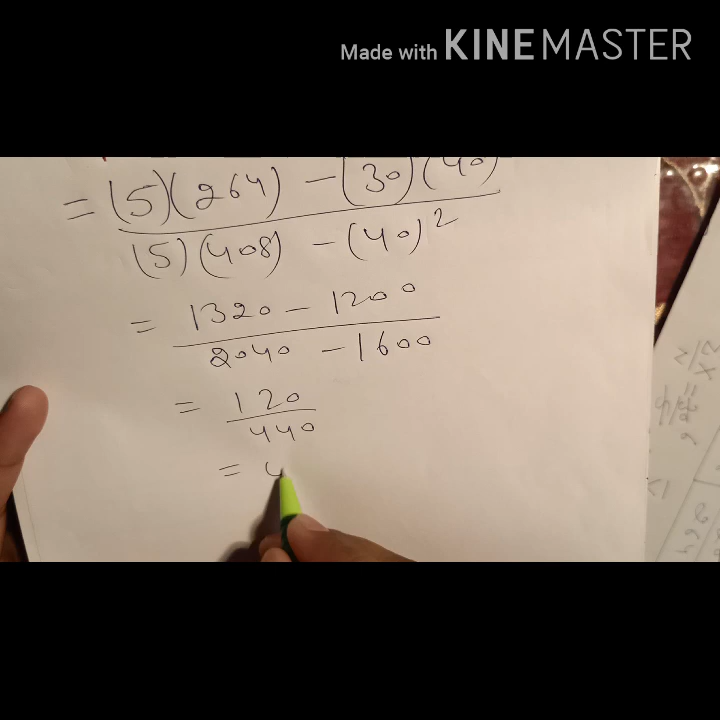 Made with KINEMASTER
= (5)(264) - (30)(40)
(5)(408) - (40)²
= 1320 - 1200
2040 - 1600
= 120
440
=